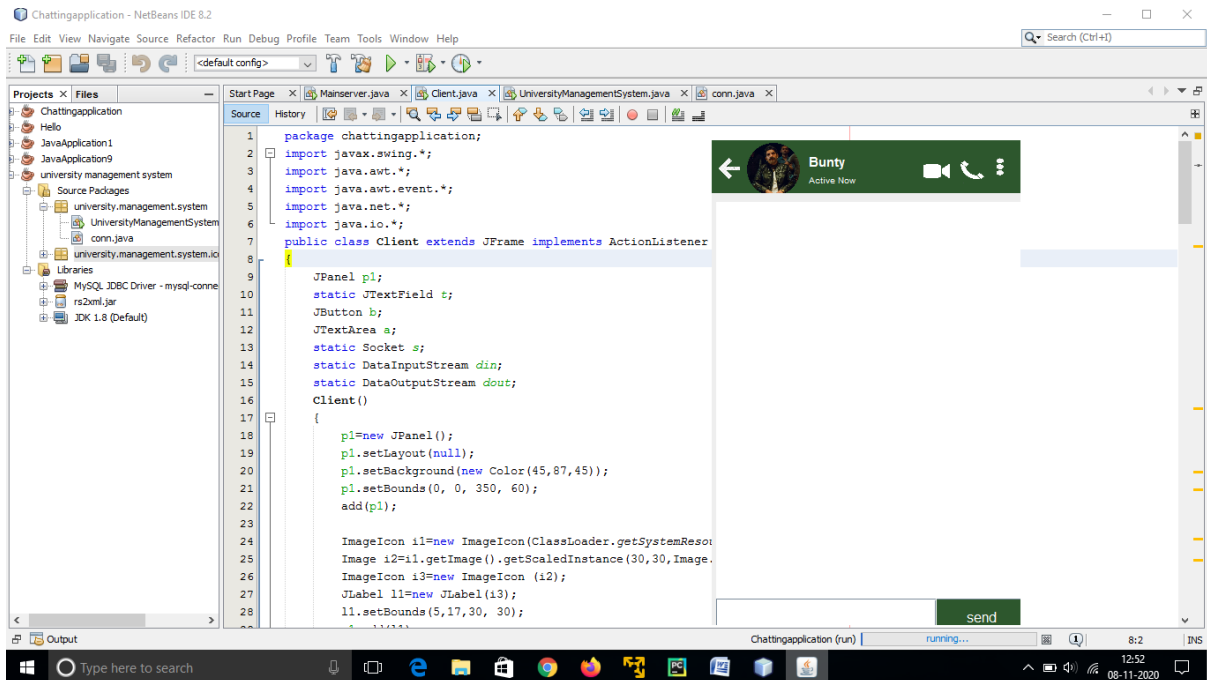 Chattingapplication - NetBeans IDE 8.2
File Edit View Navigate Source Refactor Run Debug Profile Team Tools Window Help
Search (Ctrl+I)
<default config>
Projects Files
Start Page Mainserver.java Client.java UniversityManagementSystem.java conn.java
Source History
Chattingapplication
Hello
JavaApplication1
JavaApplication9
university management system
Source Packages
university.management.system
UniversityManagementSystem
conn.java
university.management.system.ico
Libraries
MySQL JDBC Driver - mysql-conne
rs2xml.jar
JDK 1.8 (Default)
1 package chattingapplication;
2 import javax.swing.*;
3 import java.awt.*;
4 import java.awt.event.*;
5 import java.net.*;
6 import java.io.*;
7 public class Client extends JFrame implements ActionListener
8 {
9 JPanel p1;
10 static JTextField t;
11 JButton b;
12 JTextArea a;
13 static Socket s;
14 static DataInputStream din;
15 static DataOutputStream dout;
16 Client()
17 {
18 p1=new JPanel();
19 p1.setLayout(null);
20 p1.setBackground(new Color(45,87,45));
21 p1.setBounds(0, 0, 350, 60);
22 add(p1);
23
24 ImageIcon i1=new ImageIcon(ClassLoader.getSystemResou
25 Image i2=i1.getImage().getScaledInstance(30,30,Image.
26 ImageIcon i3=new ImageIcon (i2);
27 JLabel l1=new JLabel(i3);
28 l1.setBounds(5,17,30, 30);
Bunty
Active Now
send
Output
Chattingapplication (run) running... 1 8:2 INS
Type here to search
12:52
08-11-2020